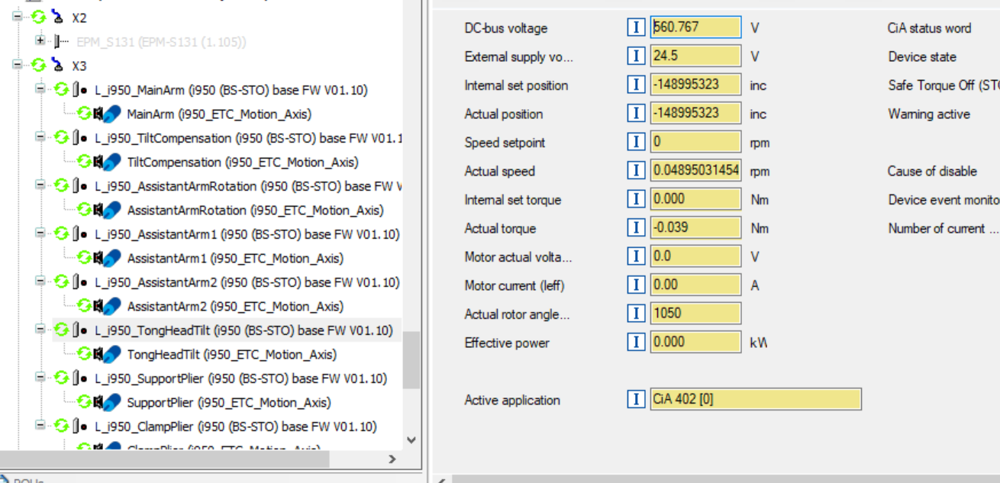 X2
EPM_S131 (EPM-S131 (1.105))
X3
L_i950_MainArm (i950 (BS-STO) base FW V01.10)
MainArm (i950_ETC_Motion_Axis)
L_i950_TiltCompensation (i950 (BS-STO) base FW V01.1
TiltCompensation (i950_ETC_Motion_Axis)
L_i950_AssistantArmRotation (i950 (BS-STO) base FW V
AssistantArmRotation (i950_ETC_Motion_Axis)
L_i950_AssistantArm1 (i950 (BS-STO) base FW V01.10)
AssistantArm1 (i950_ETC_Motion_Axis)
L_i950_AssistantArm2 (i950 (BS-STO) base FW V01.10)
AssistantArm2 (i950_ETC_Motion_Axis)
L_i950_TongHeadTilt (i950 (BS-STO) base FW V01.10)
TongHeadTilt (i950_ETC_Motion_Axis)
L_i950_SupportPlier (i950 (BS-STO) base FW V01.10)
SupportPlier (i950_ETC_Motion_Axis)
L_i950_ClampPlier (i950 (BS-STO) base FW V01.10)
ClampPlier (i950_ETC_Motion_Axis)
POUs
DC-bus voltage I 560.767 V CiA status word
External supply vo... I 24.5 V Device state
Internal set position I -148995323 inc Safe Torque Off (STO
Actual position I -148995323 inc Warning active
Speed setpoint I 0 rpm
Actual speed I 0.04895031454 rpm Cause of disable
Internal set torque I 0.000 Nm Device event monito
Actual torque I -0.039 Nm Number of current ...
Motor actual volta... I 0.0 V
Motor current (Ieff) I 0.00 A
Actual rotor angle... I 1050
Effective power I 0.000 kW
Active application I CiA 402 [0]